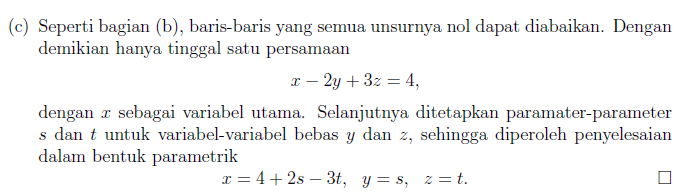 (c) Seperti bagian (b), baris-baris yang semua unsurnya nol dapat diabaikan. Dengan
demikian hanya tinggal satu persamaan
x − 2y + 3z = 4,
dengan x sebagai variabel utama. Selanjutnya ditetapkan paramater-parameter
s dan t untuk variabel-variabel bebas y dan z, sehingga diperoleh penyelesaian
dalam bentuk parametrik
x = 4 + 2s − 3t, y = s, z = t. □